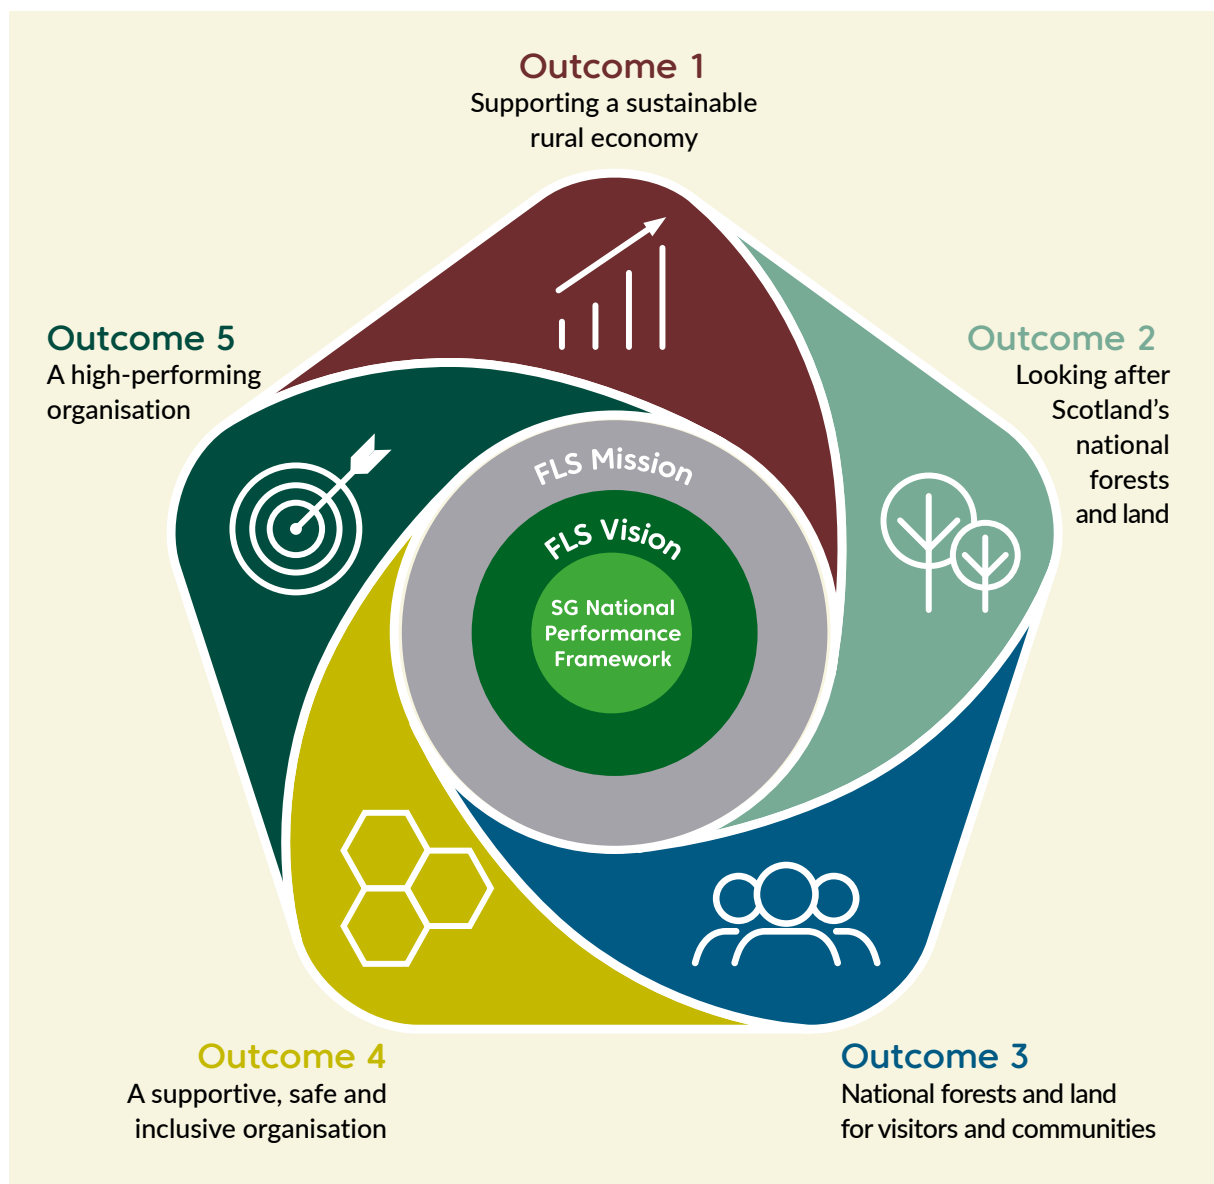 Outcome 1
Supporting a sustainable
rural economy
Outcome 5
A high-performing
organisation
Outcome 2
Looking after
Scotland’s
national
forests
and land
FLS Mission
FLS Vision
SG National
Performance
Framework
Outcome 4
A supportive, safe and
inclusive organisation
Outcome 3
National forests and land
for visitors and communities